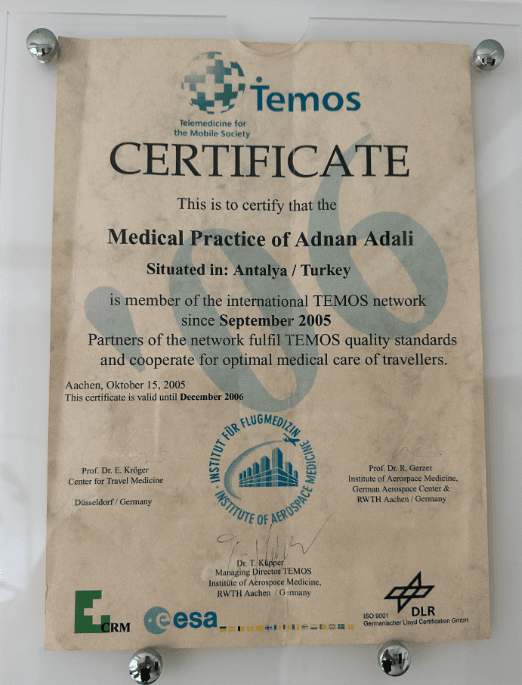 Temos
Telemedicine for
the Mobile Society
CERTIFICATE
This is to certify that the
Medical Practice of Adnan Adali
Situated in: Antalya / Turkey
'06
is member of the international TEMOS network
since September 2005
Partners of the network fulfil TEMOS quality standards
and cooperate for optimal medical care of travellers.
Aachen, Oktober 15, 2005
This certificate is valid until December 2006
INSTITUT FÜR FLUGMEDIZIN
INSTITUTE OF AEROSPACE MEDICINE
Prof. Dr. E. Kröger
Center for Travel Medicine
Düsseldorf / Germany
Prof. Dr. R. Gerzer
Institute of Aerospace Medicine,
German Aerospace Center &
RWTH Aachen / Germany
Dr. T. Küpper
Managing Director TEMOS
Institute of Aerospace Medicine,
RWTH Aachen / Germany
CRM
eesa
DLR
ISO 9001
Germanischer Lloyd Certification GmbH